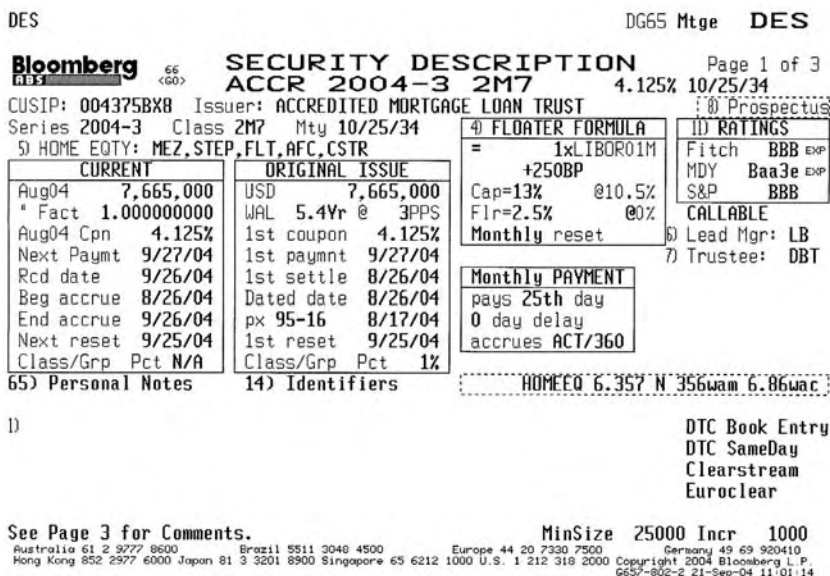 DES DG65 Mtge DES
Bloomberg ABS 66 <GO> SECURITY DESCRIPTION Page 1 of 3
ACCR 2004-3 2M7 4.125% 10/25/34
CUSIP: 004375BX8 Issuer: ACCREDITED MORTGAGE LOAN TRUST 8) Prospectus
Series 2004-3 Class 2M7 Mty 10/25/34
5) HOME EQTY: MEZ,STEP,FLT,AFC,CSTR
CURRENT
Aug04 7,665,000
" Fact 1.000000000
Aug04 Cpn 4.125%
Next Paymt 9/27/04
Rcd date 9/26/04
Beg accrue 8/26/04
End accrue 9/26/04
Next reset 9/25/04
Class/Grp Pct N/A
ORIGINAL ISSUE
USD 7,665,000
WAL 5.4Yr @ 3PPS
1st coupon 4.125%
1st paymnt 9/27/04
1st settle 8/26/04
Dated date 8/26/04
px 95-16 8/17/04
1st reset 9/25/04
Class/Grp Pct 1%
4) FLOATER FORMULA
= 1xLIBOR01M
+250BP
Cap=13% @10.5%
Flr=2.5% @0%
Monthly reset
Monthly PAYMENT
pays 25th day
0 day delay
accrues ACT/360
11) RATINGS
Fitch BBB EXP
MDY Baa3e EXP
S&P BBB
CALLABLE
6) Lead Mgr: LB
7) Trustee: DBT
65) Personal Notes 14) Identifiers
HOMEEQ 6.357 N 356wam 6.86wac
1)
DTC Book Entry
DTC SameDay
Clearstream
Euroclear
See Page 3 for Comments. MinSize 25000 Incr 1000
Australia 61 2 9777 8600 Brazil 5511 3048 4500 Europe 44 20 7330 7500 Germany 49 69 920410
Hong Kong 852 2977 6000 Japan 81 3 3201 8900 Singapore 65 6212 1000 U.S. 1 212 318 2000 Copyright 2004 Bloomberg L.P.
G657-802-2 21-Sep-04 11:01:14